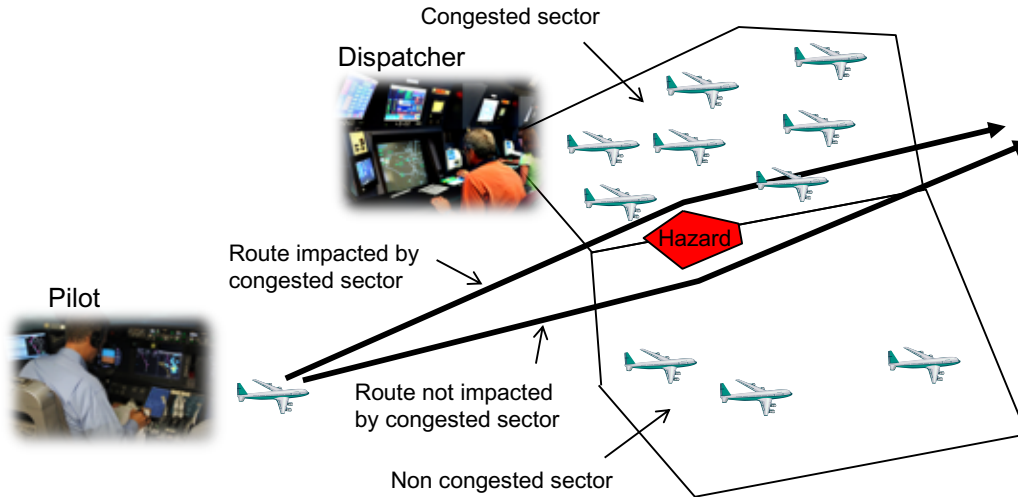 Congested sector
Dispatcher
Hazard
Route impacted by
congested sector
Pilot
Route not impacted
by congested sector
Non congested sector